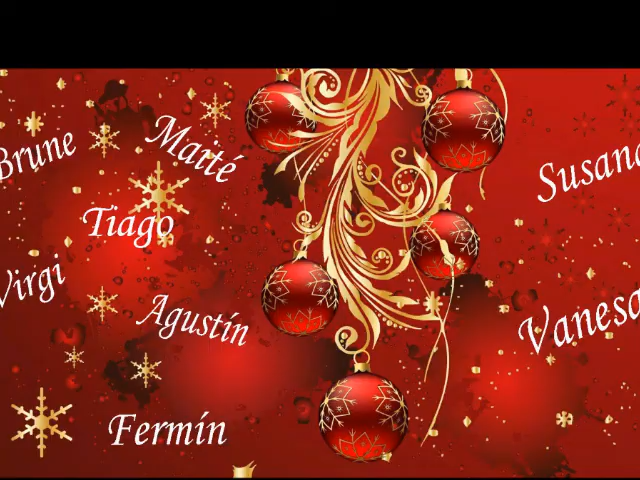 Brune
Maité
Tiago
Virgi
Agustín
Fermín
Susana
Vanesa